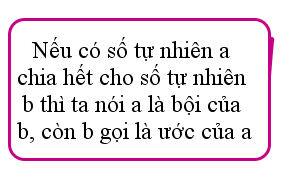 Nếu có số tự nhiên a
chia hết cho số tự nhiên
b thì ta nói a là bội của
b, còn b gọi là ước của a